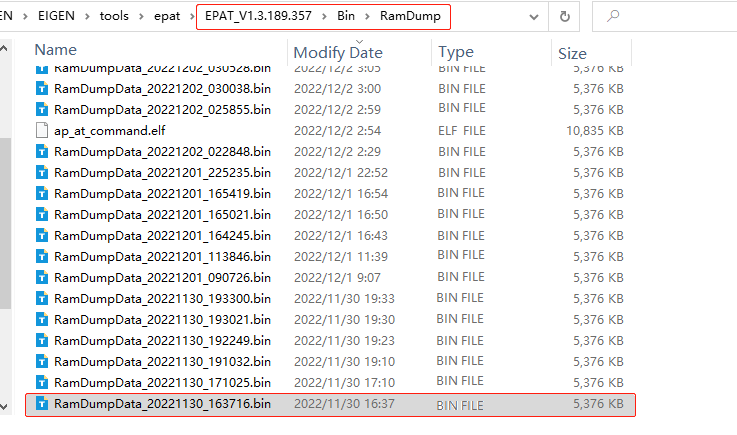 EN > EIGEN > tools > epat > EPAT_V1.3.189.357 > Bin > RamDump
Name Modify Date Type Size
RamDumpData_20221202_030528.bin 2022/12/2 3:05 BIN FILE 5,376 KB
RamDumpData_20221202_030038.bin 2022/12/2 3:00 BIN FILE 5,376 KB
RamDumpData_20221202_025855.bin 2022/12/2 2:59 BIN FILE 5,376 KB
ap_at_command.elf 2022/12/2 2:54 ELF FILE 10,835 KB
RamDumpData_20221202_022848.bin 2022/12/2 2:29 BIN FILE 5,376 KB
RamDumpData_20221201_225235.bin 2022/12/1 22:52 BIN FILE 5,376 KB
RamDumpData_20221201_165419.bin 2022/12/1 16:54 BIN FILE 5,376 KB
RamDumpData_20221201_165021.bin 2022/12/1 16:50 BIN FILE 5,376 KB
RamDumpData_20221201_164245.bin 2022/12/1 16:43 BIN FILE 5,376 KB
RamDumpData_20221201_113846.bin 2022/12/1 11:39 BIN FILE 5,376 KB
RamDumpData_20221201_090726.bin 2022/12/1 9:07 BIN FILE 5,376 KB
RamDumpData_20221130_193300.bin 2022/11/30 19:33 BIN FILE 5,376 KB
RamDumpData_20221130_193021.bin 2022/11/30 19:30 BIN FILE 5,376 KB
RamDumpData_20221130_192249.bin 2022/11/30 19:23 BIN FILE 5,376 KB
RamDumpData_20221130_191032.bin 2022/11/30 19:10 BIN FILE 5,376 KB
RamDumpData_20221130_171025.bin 2022/11/30 17:10 BIN FILE 5,376 KB
RamDumpData_20221130_163716.bin 2022/11/30 16:37 BIN FILE 5,376 KB